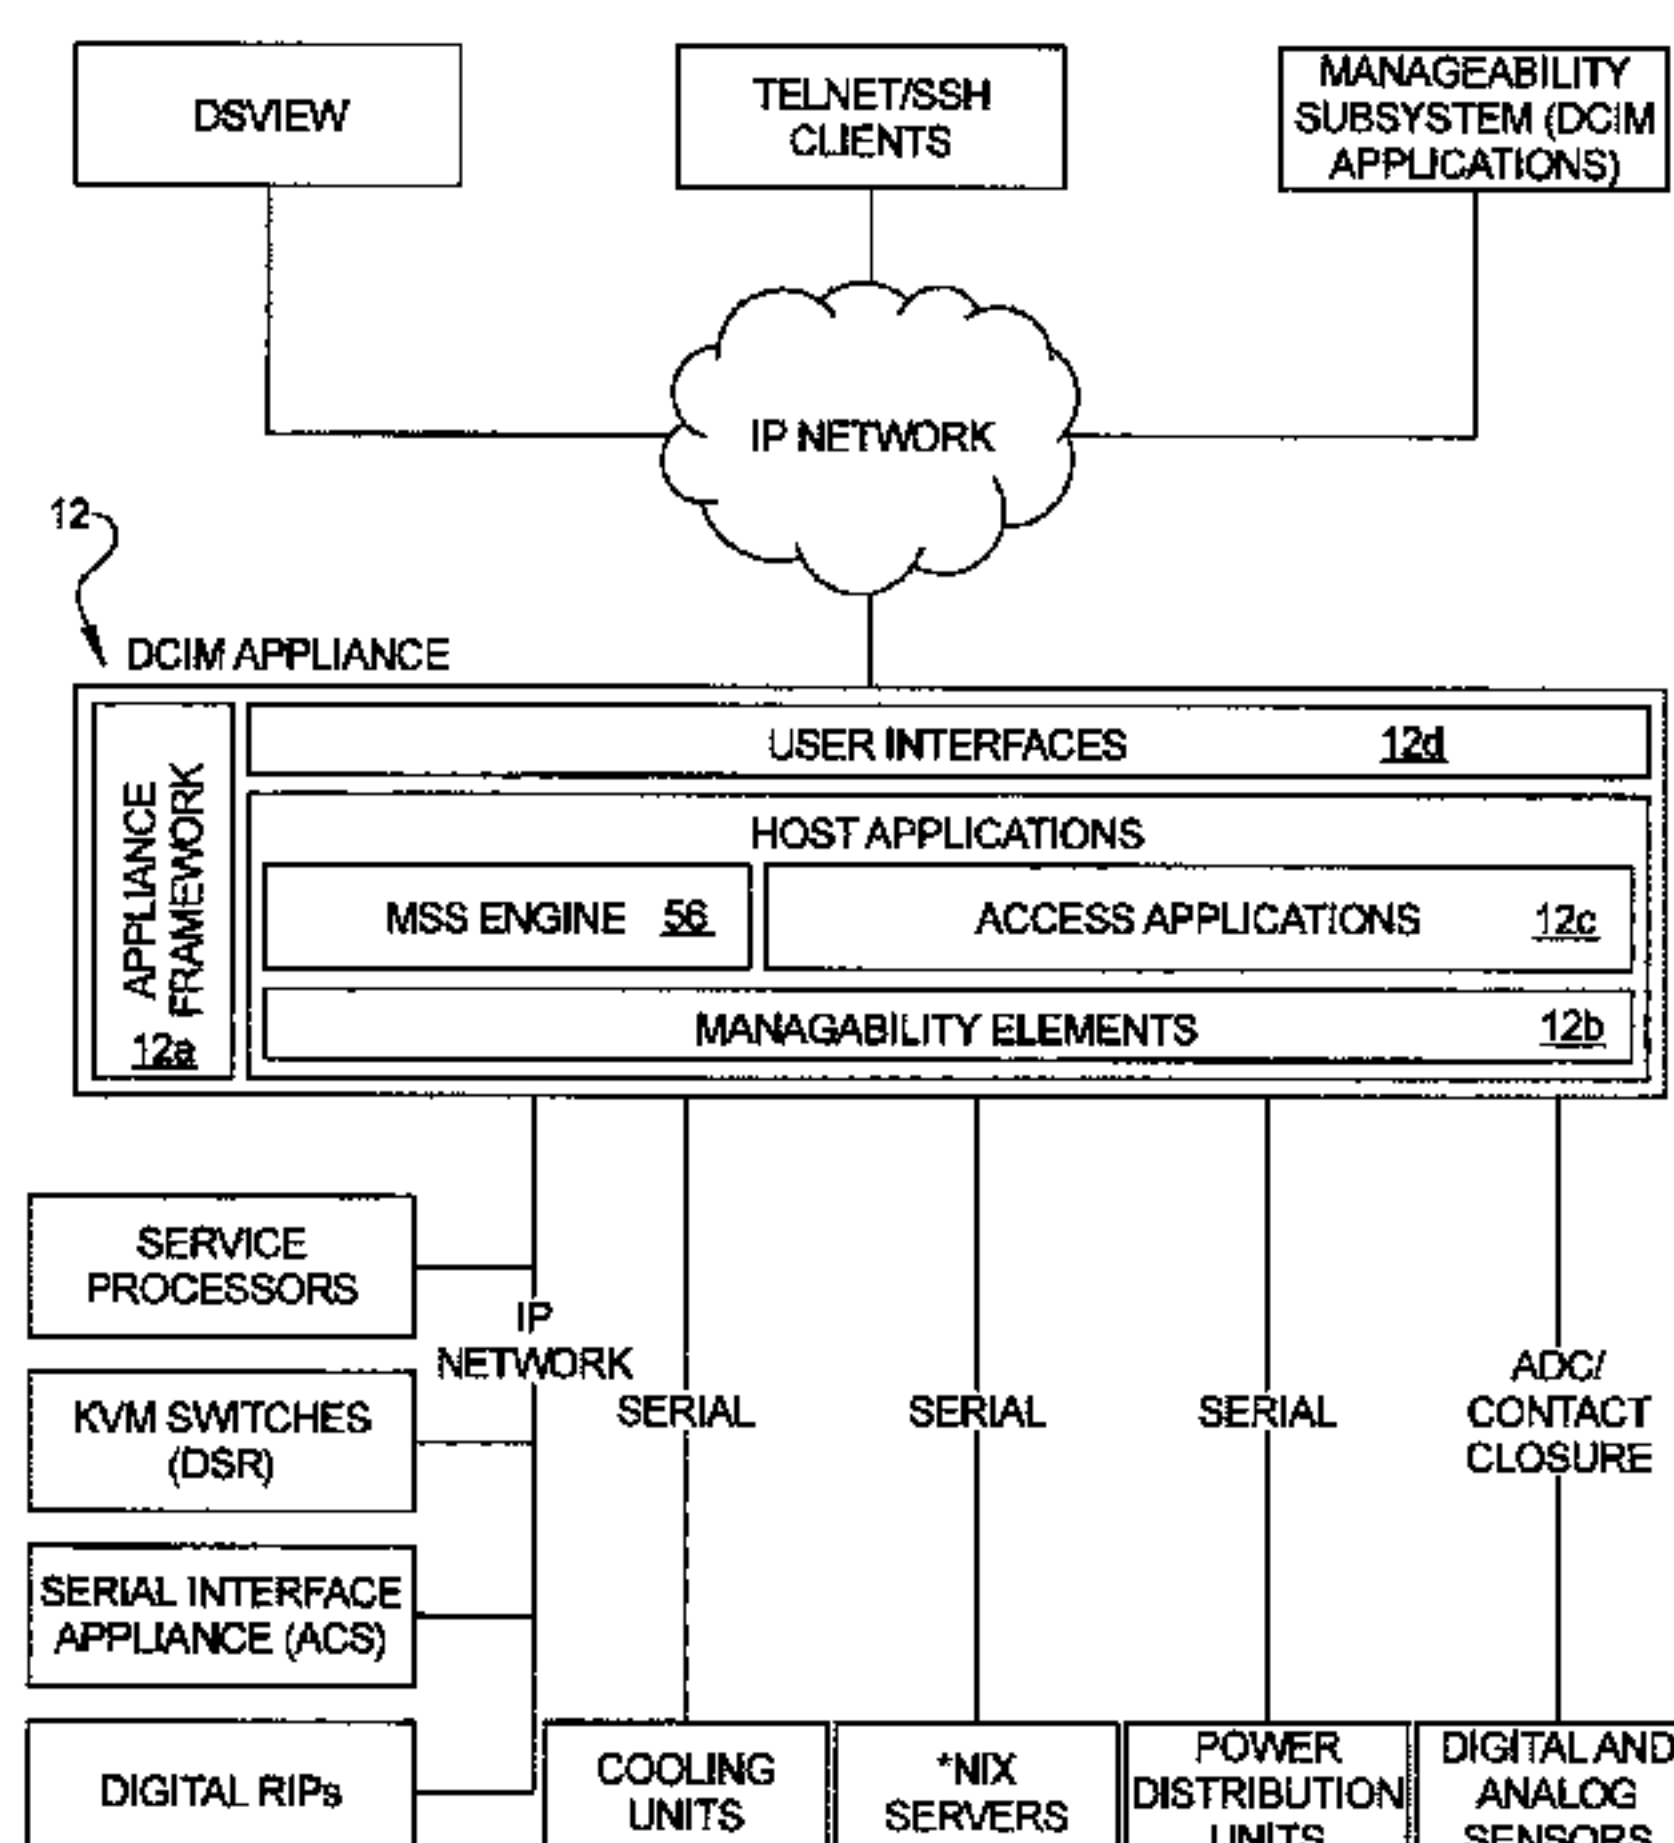 DSVIEW
TELNET/SSH
CLIENTS
MANAGEABILITY
SUBSYSTEM (DCIM
APPLICATIONS)
IP NETWORK
12
DCIM APPLIANCE
APPLIANCE
FRAMEWORK
12a
USER INTERFACES 12d
HOST APPLICATIONS
MSS ENGINE 56
ACCESS APPLICATIONS 12c
MANAGABILITY ELEMENTS 12b
SERVICE
PROCESSORS
KVM SWITCHES
(DSR)
SERIAL INTERFACE
APPLIANCE (ACS)
DIGITAL RIPs
IP
NETWORK
SERIAL
SERIAL
SERIAL
ADC/
CONTACT
CLOSURE
COOLING
UNITS
*NIX
SERVERS
POWER
DISTRIBUTION
UNITS
DIGITAL AND
ANALOG
SENSORS